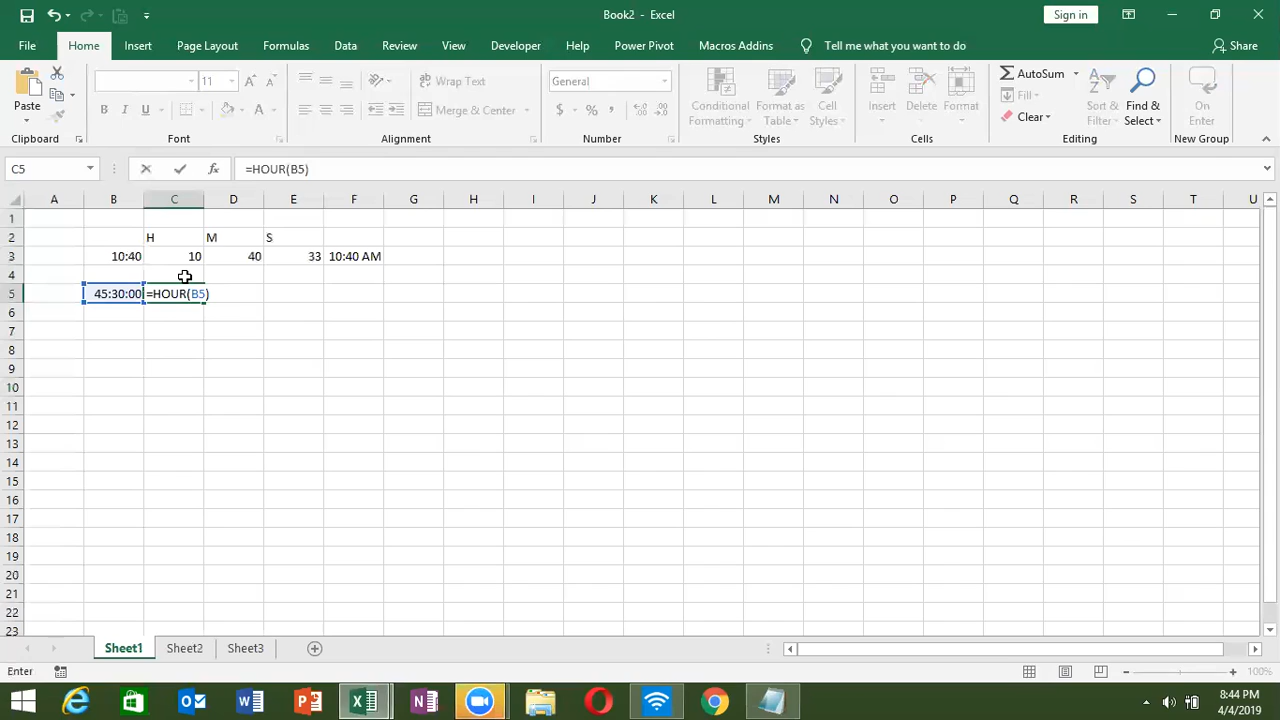 Book2 - Excel
Sign in
File Home Insert Page Layout Formulas Data Review View Developer Help Power Pivot Macros Addins Tell me what you want to do Share
Paste
11
B I U A
Wrap Text
Merge & Center
General
$ % ,
Conditional Formatting
Format as Table
Cell Styles
Insert Delete Format
AutoSum
Fill
Clear
Sort & Filter
Find & Select
On Enter
Clipboard Font Alignment Number Styles Cells Editing New Group
C5 fx =HOUR(B5)
A B C D E F G H I J K L M N O P Q R S T U
1
2 H M S
3 10:40 10 40 33 10:40 AM
4
5 45:30:00 =HOUR(B5)
6
7
8
9
10
11
12
13
14
15
16
17
18
19
20
21
22
23
Sheet1 Sheet2 Sheet3
Enter 100%
8:44 PM
4/4/2019